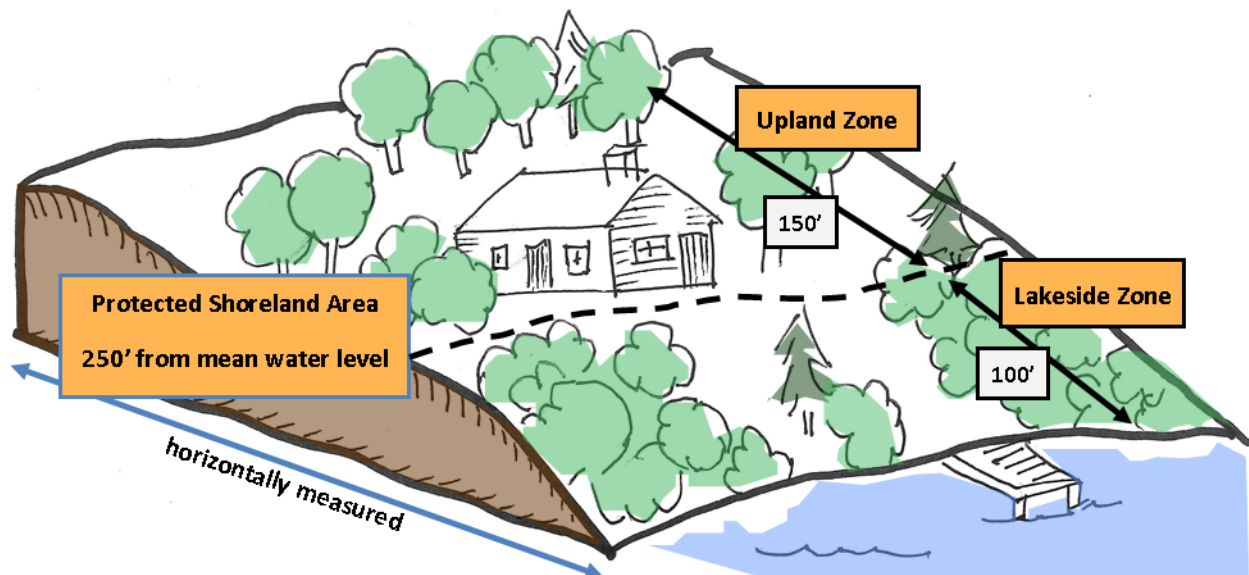 Upland Zone
150’
Lakeside Zone
100’
Protected Shoreland Area
250’ from mean water level
horizontally measured